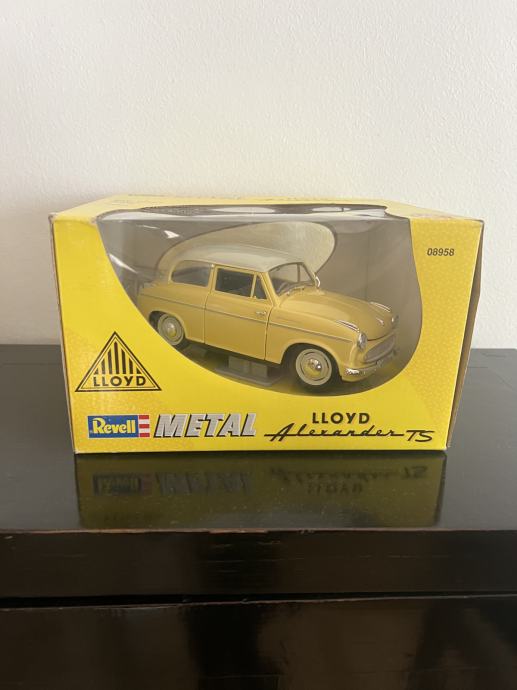 08958
LLOYD
Revell METAL LLOYD
Alexander TS